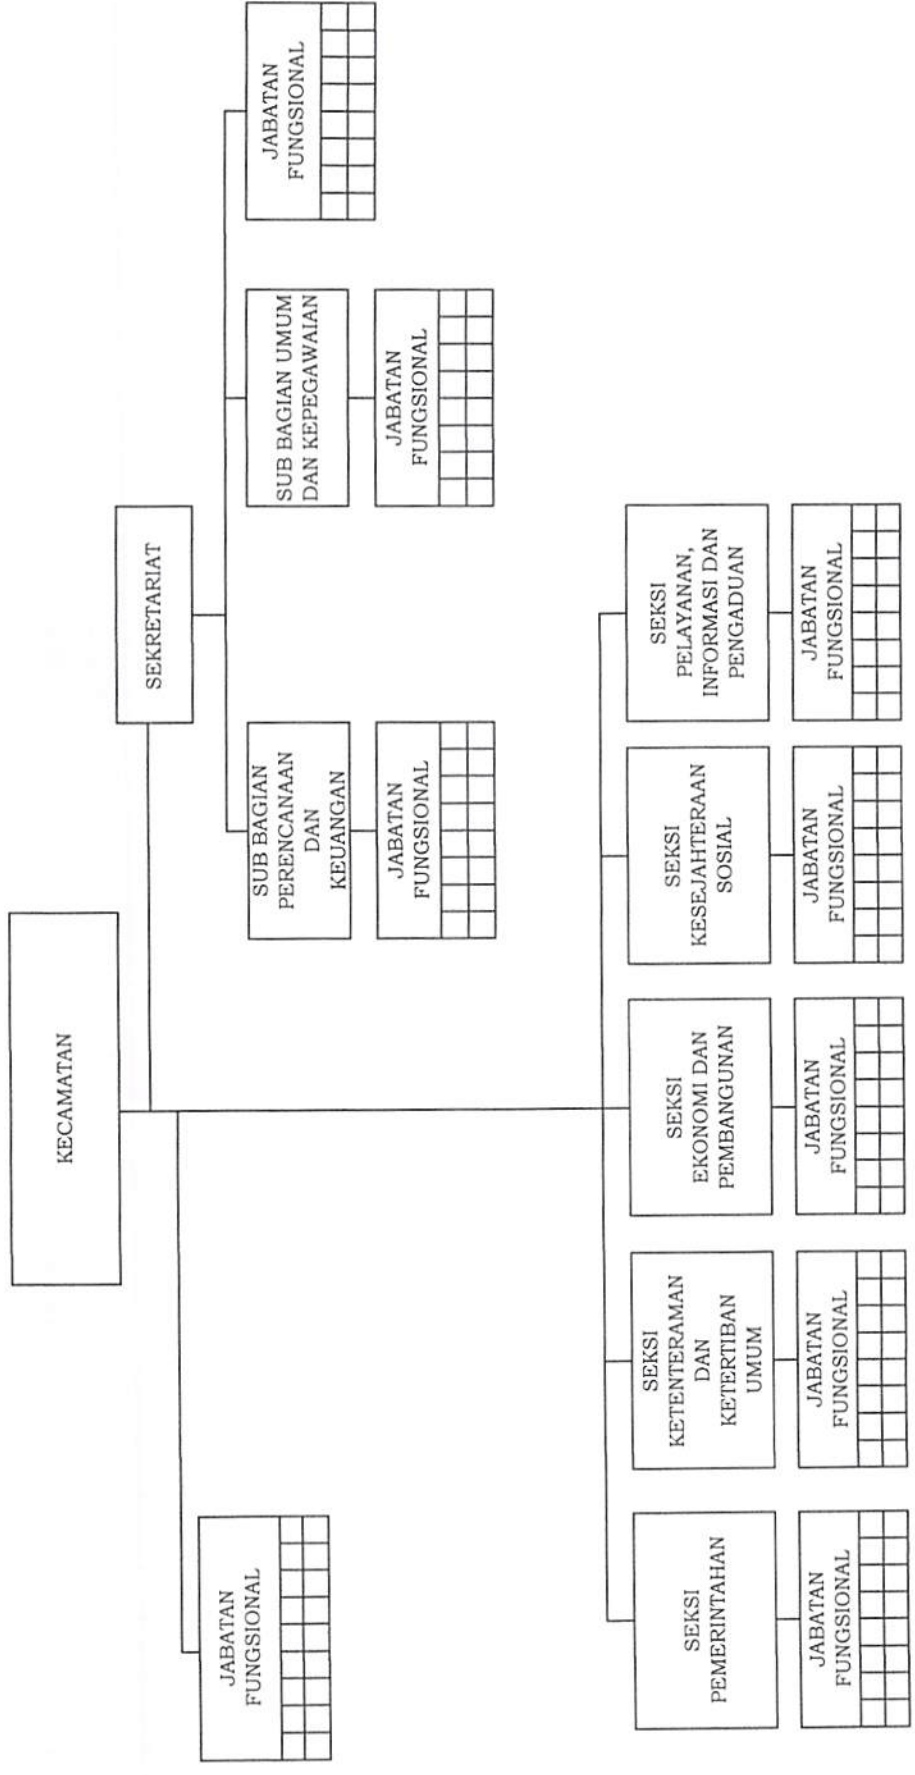 KECAMATAN
SEKRETARIAT
JABATAN
FUNGSIONAL
SUB BAGIAN
PERENCANAAN
DAN
KEUANGAN
SUB BAGIAN UMUM
DAN KEPEGAWAIAN
JABATAN
FUNGSIONAL
JABATAN
FUNGSIONAL
JABATAN
FUNGSIONAL
SEKSI
PEMERINTAHAN
SEKSI
KETENTERAMAN
DAN
KETERTIBAN
UMUM
SEKSI
EKONOMI DAN
PEMBANGUNAN
SEKSI
KESEJAHTERAAN
SOSIAL
SEKSI
PELAYANAN,
INFORMASI DAN
PENGADUAN
JABATAN
FUNGSIONAL
JABATAN
FUNGSIONAL
JABATAN
FUNGSIONAL
JABATAN
FUNGSIONAL
JABATAN
FUNGSIONAL